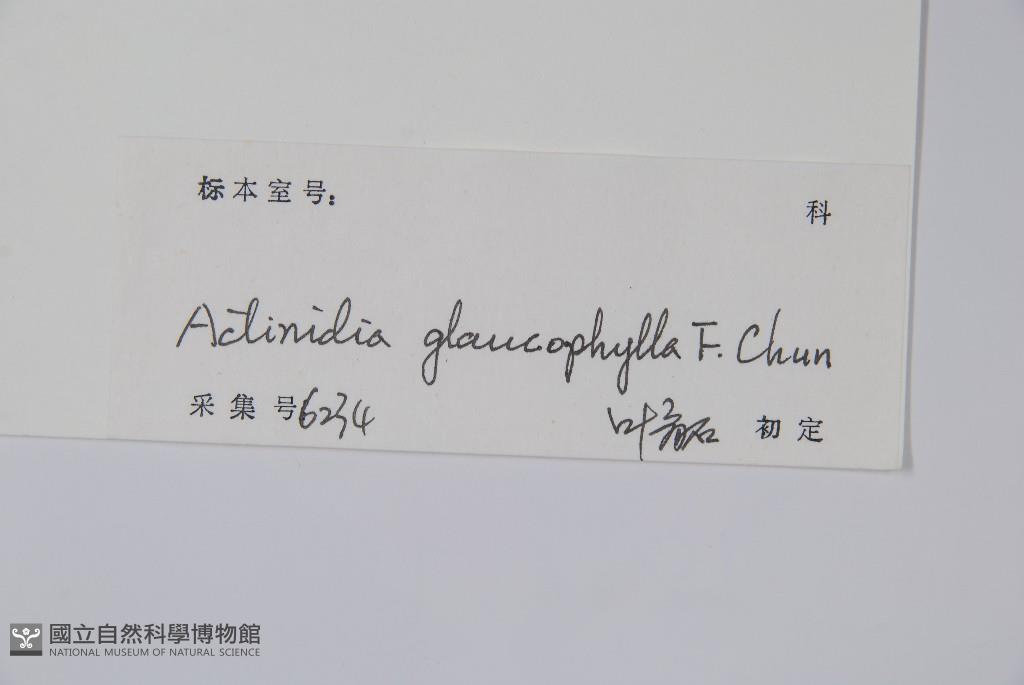 标本室号：
科
Actinidia glaucophylla F. Chun
采集号6234
叶 初定
國立自然科學博物館
NATIONAL MUSEUM OF NATURAL SCIENCE